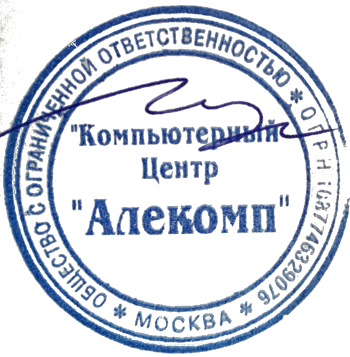 ОБЩЕСТВО С ОГРАНИЧЕННОЙ ОТВЕТСТВЕННОСТЬЮ * ОГРН 1037746329076 *
МОСКВА *
"Компьютерный
Центр
"Алекомп"